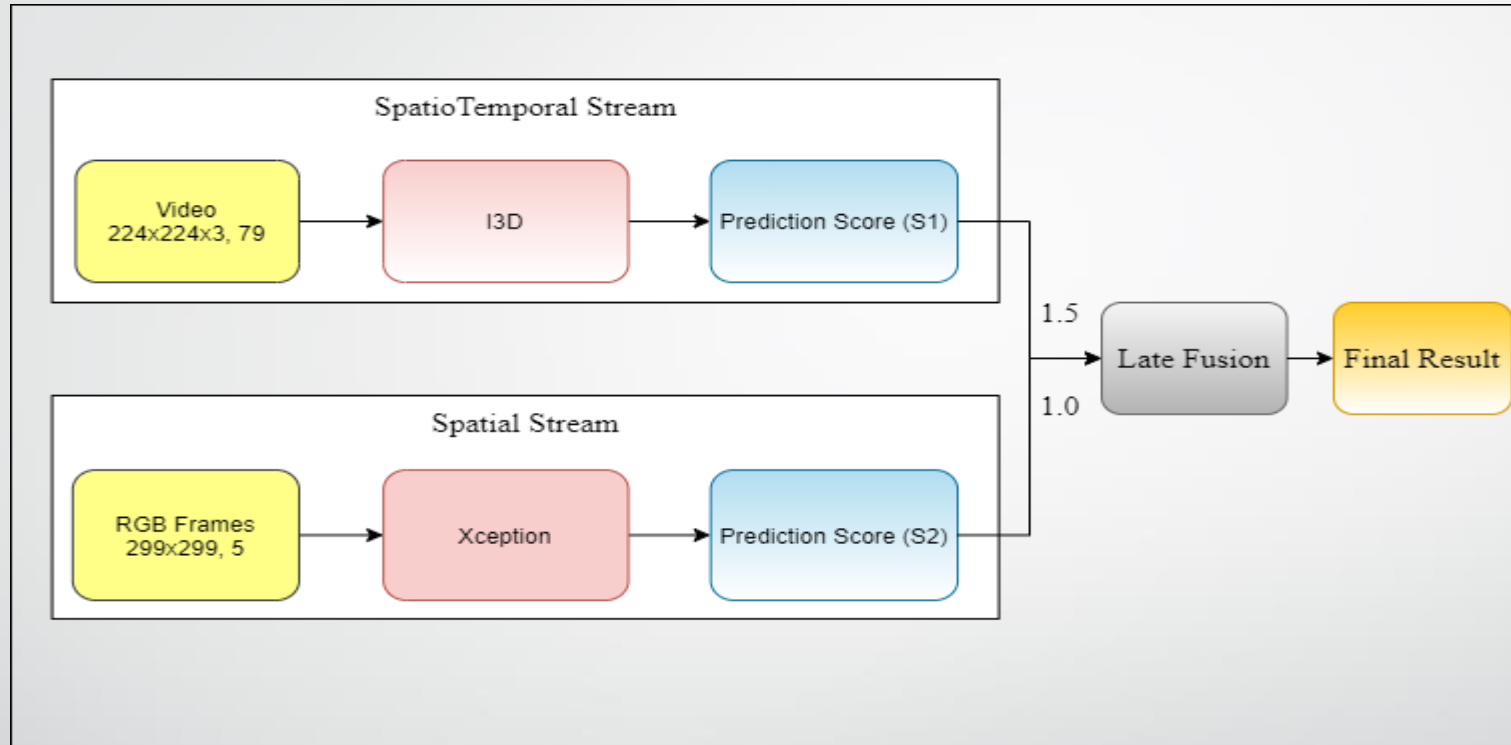 SpatioTemporal Stream
Video
224x224x3, 79
I3D
Prediction Score (S1)
1.5
Late Fusion
Final Result
1.0
Spatial Stream
RGB Frames
299x299, 5
Xception
Prediction Score (S2)